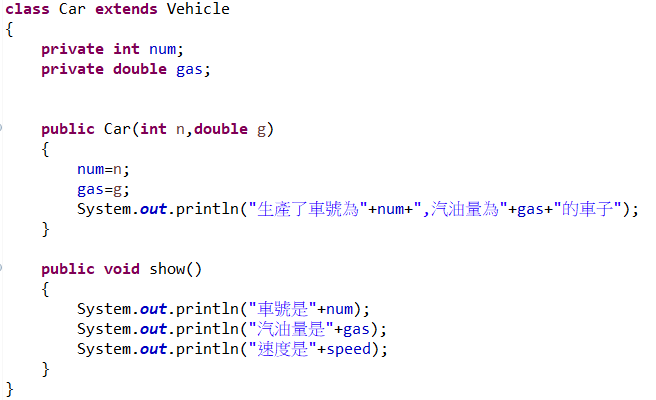 class Car extends Vehicle
{
    private int num;
    private double gas;
    public Car(int n,double g)
    {
        num=n;
        gas=g;
        System.out.println("生產了車號為"+num+",汽油量為"+gas+"的車子");
    }
    public void show()
    {
        System.out.println("車號是"+num);
        System.out.println("汽油量是"+gas);
        System.out.println("速度是"+speed);
    }
}